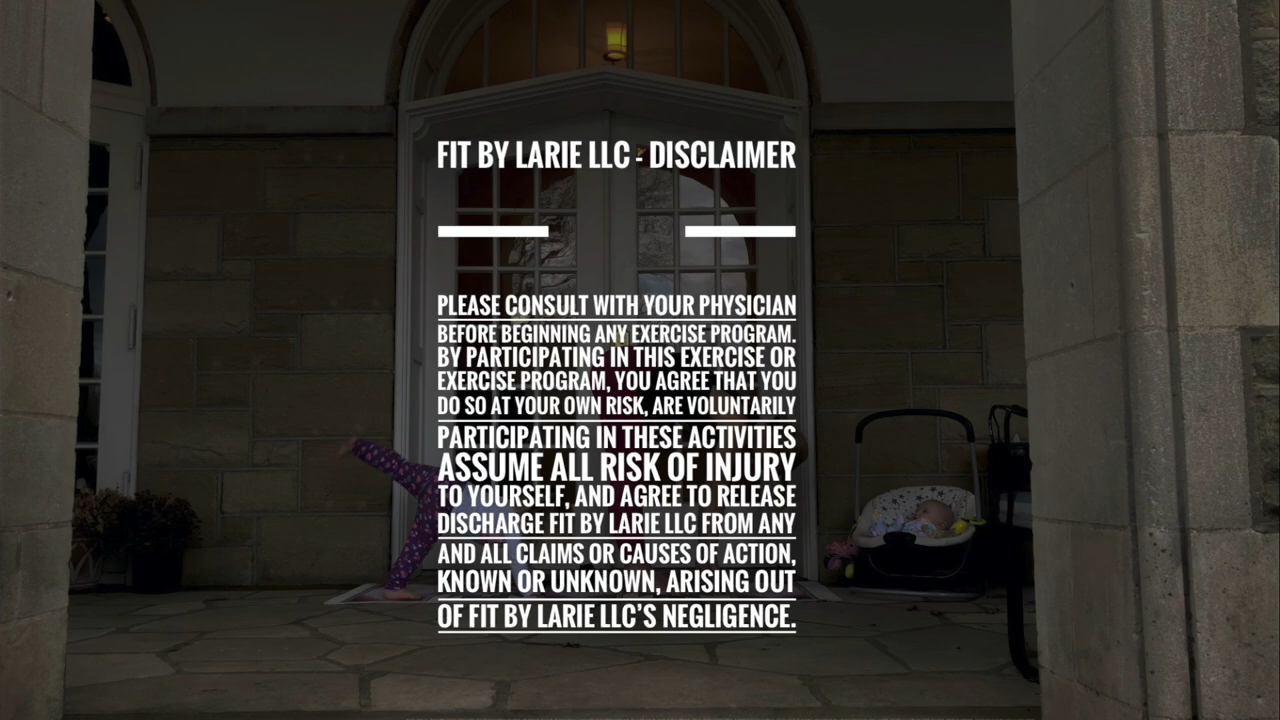 FIT BY LARIE LLC - DISCLAIMER
PLEASE CONSULT WITH YOUR PHYSICIAN
BEFORE BEGINNING ANY EXERCISE PROGRAM.
BY PARTICIPATING IN THIS EXERCISE OR
EXERCISE PROGRAM, YOU AGREE THAT YOU
DO SO AT YOUR OWN RISK, ARE VOLUNTARILY
PARTICIPATING IN THESE ACTIVITIES
ASSUME ALL RISK OF INJURY
TO YOURSELF, AND AGREE TO RELEASE
DISCHARGE FIT BY LARIE LLC FROM ANY
AND ALL CLAIMS OR CAUSES OF ACTION,
KNOWN OR UNKNOWN, ARISING OUT
OF FIT BY LARIE LLC'S NEGLIGENCE.